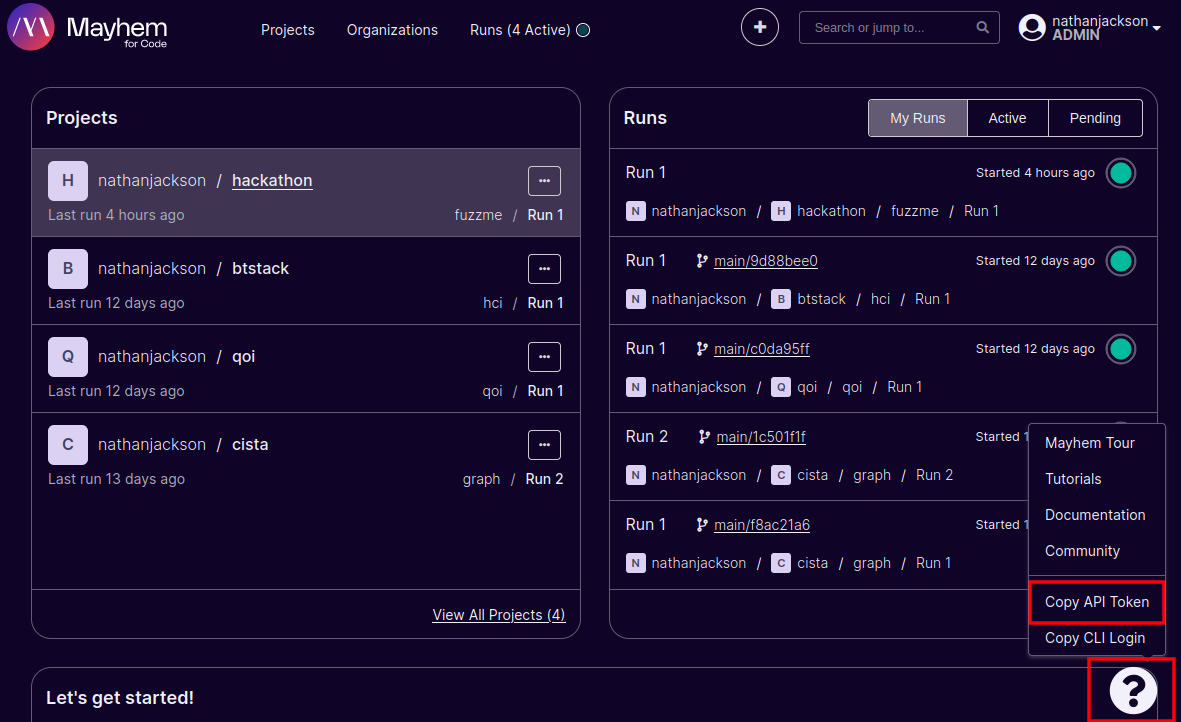 Mayhem
for Code
Projects Organizations Runs (4 Active)
Search or jump to...
nathanjackson
ADMIN
Projects
H nathanjackson / hackathon
Last run 4 hours ago fuzzme / Run 1
B nathanjackson / btstack
Last run 12 days ago hci / Run 1
Q nathanjackson / qoi
Last run 12 days ago qoi / Run 1
C nathanjackson / cista
Last run 13 days ago graph / Run 2
View All Projects (4)
Runs My Runs Active Pending
Run 1 Started 4 hours ago
N nathanjackson / H hackathon / fuzzme / Run 1
Run 1 main/9d88bee0 Started 12 days ago
N nathanjackson / B btstack / hci / Run 1
Run 1 main/c0da95ff Started 12 days ago
N nathanjackson / Q qoi / qoi / Run 1
Run 2 main/1c501f1f Started 1
N nathanjackson / C cista / graph / Run 2
Run 1 main/f8ac21a6 Started 1
N nathanjackson / C cista / graph / Run 1
Mayhem Tour
Tutorials
Documentation
Community
Copy API Token
Copy CLI Login
?
Let's get started!